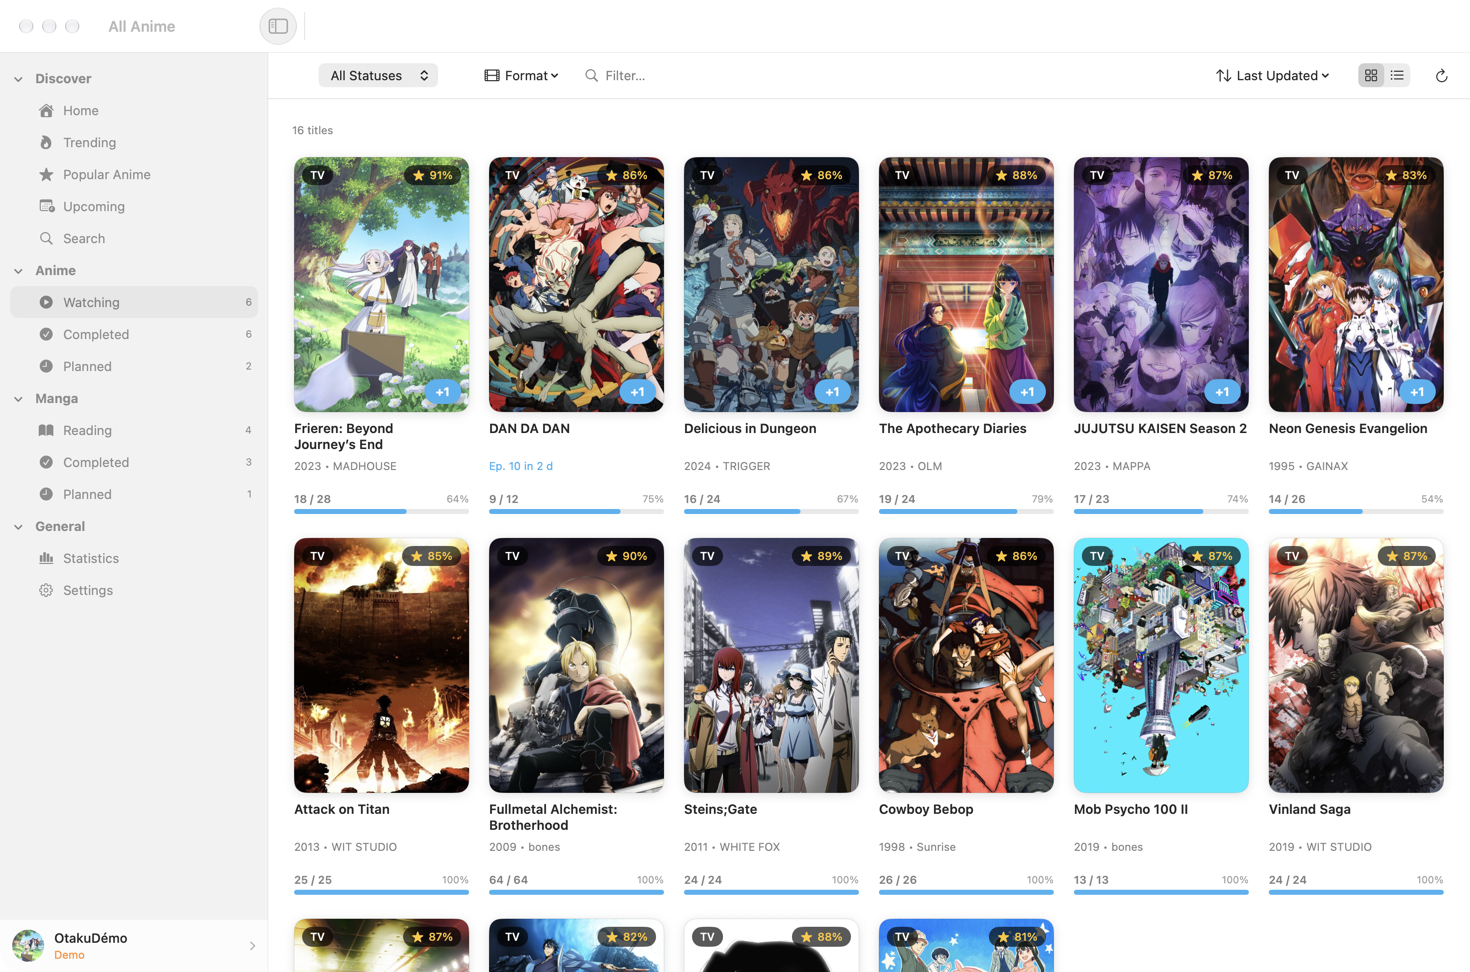 All Anime
Discover
Home
Trending
Popular Anime
Upcoming
Search
Anime
Watching 6
Completed 6
Planned 2
Manga
Reading 4
Completed 3
Planned 1
General
Statistics
Settings
OtakuDémo
Demo
All Statuses
Format
Filter...
Last Updated
16 titles
TV 91%
TV 86%
TV 86%
TV 88%
TV 87%
TV 83%
+1
+1
+1
+1
+1
+1
Frieren: Beyond
Journey’s End
2023 • MADHOUSE
18 / 28 64%
DAN DA DAN
Ep. 10 in 2 d
9 / 12 75%
Delicious in Dungeon
2024 • TRIGGER
16 / 24 67%
The Apothecary Diaries
2023 • OLM
19 / 24 79%
JUJUTSU KAISEN Season 2
2023 • MAPPA
17 / 23 74%
Neon Genesis Evangelion
1995 • GAINAX
14 / 26 54%
TV 85%
TV 90%
TV 89%
TV 86%
TV 87%
TV 87%
Attack on Titan
2013 • WIT STUDIO
25 / 25 100%
Fullmetal Alchemist:
Brotherhood
2009 • bones
64 / 64 100%
Steins;Gate
2011 • WHITE FOX
24 / 24 100%
Cowboy Bebop
1998 • Sunrise
26 / 26 100%
Mob Psycho 100 II
2019 • bones
13 / 13 100%
Vinland Saga
2019 • WIT STUDIO
24 / 24 100%
TV 87%
TV 82%
TV 88%
TV 81%